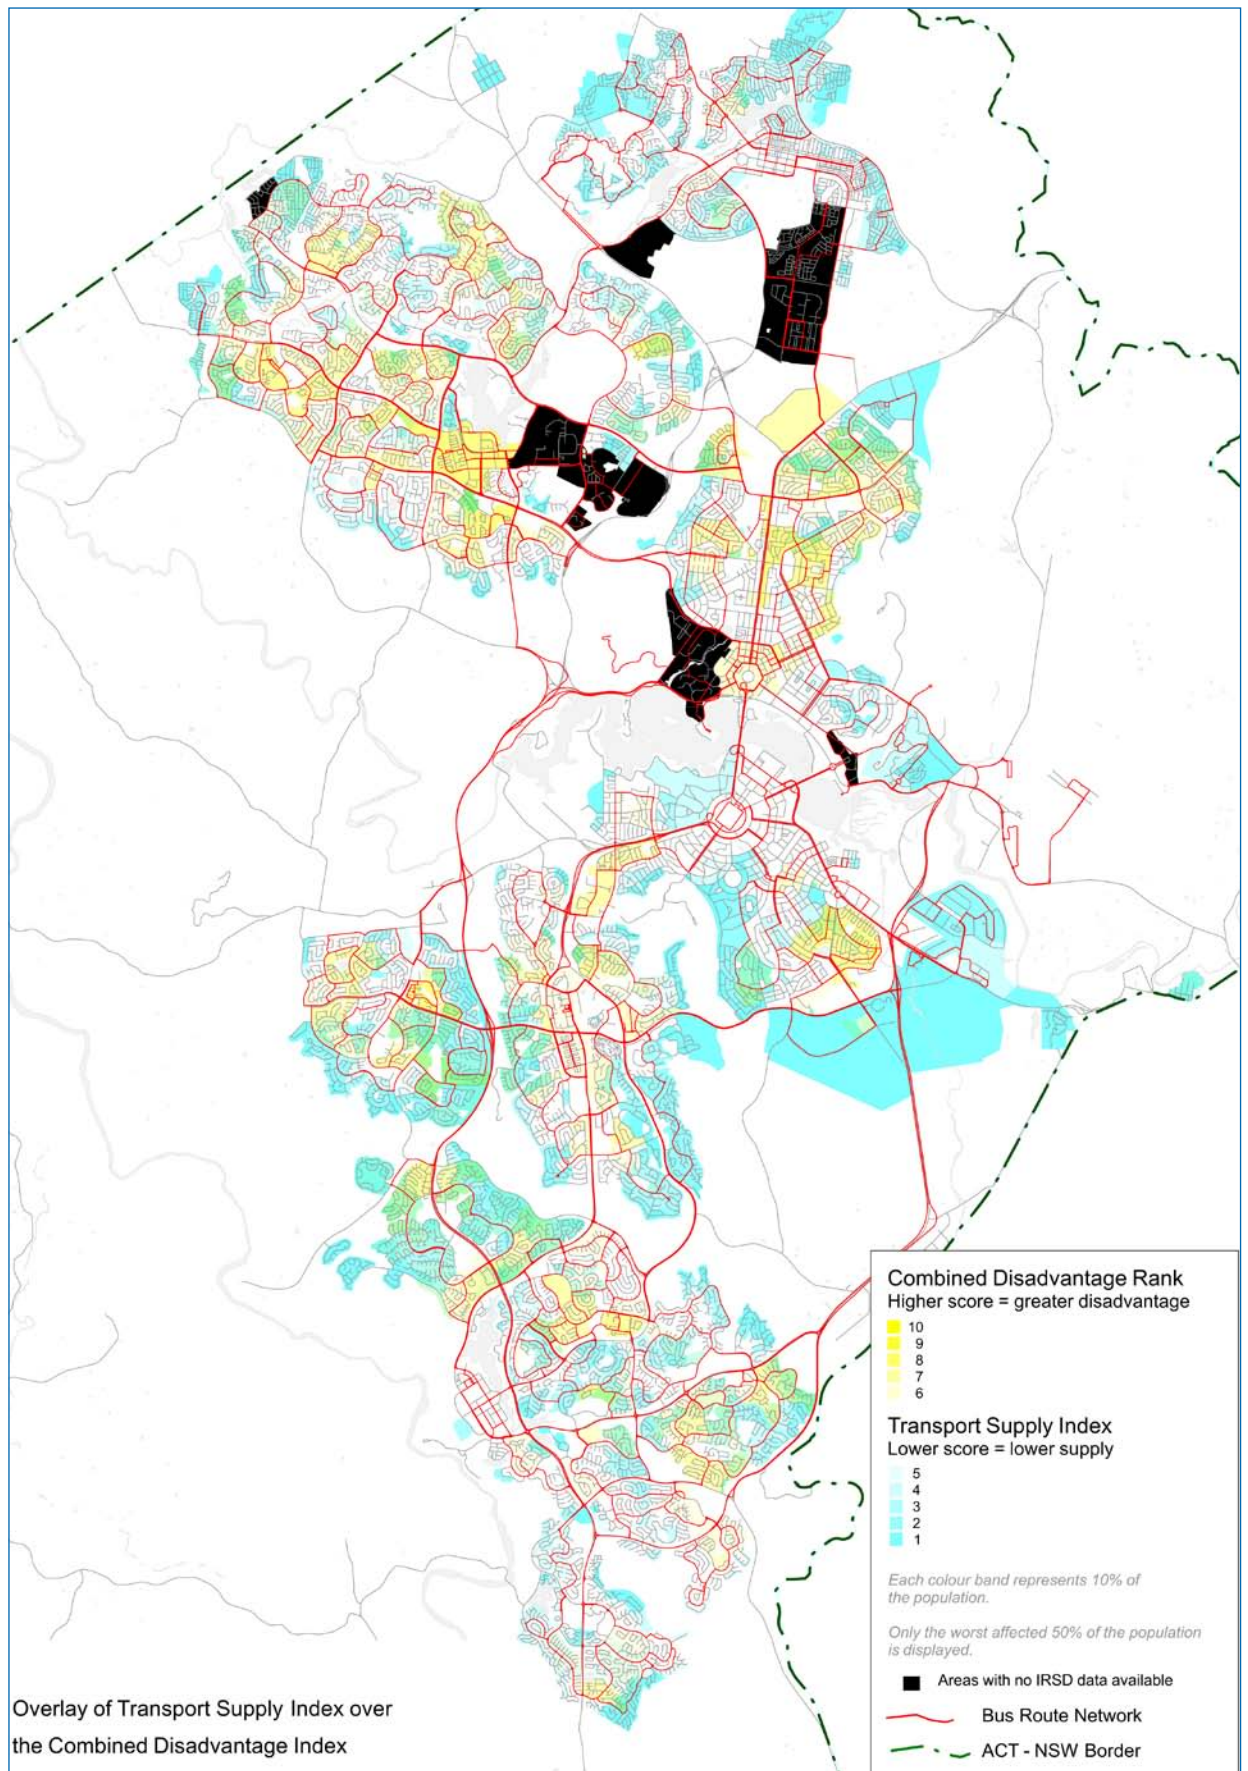 Combined Disadvantage Rank
Higher score = greater disadvantage
10
9
8
7
6
Transport Supply Index
Lower score = lower supply
5
4
3
2
1
Each colour band represents 10% of
the population.
Only the worst affected 50% of the population
is displayed.
Areas with no IRSD data available
Bus Route Network
ACT - NSW Border
Overlay of Transport Supply Index over
the Combined Disadvantage Index